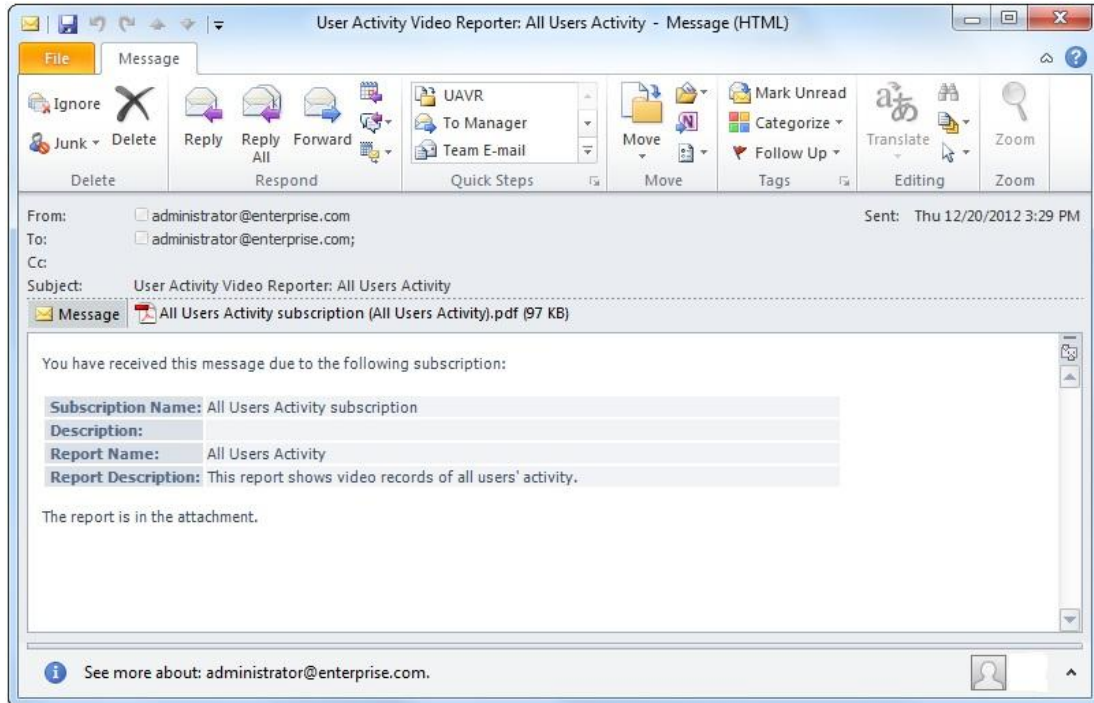 User Activity Video Reporter: All Users Activity - Message (HTML)
File Message
Ignore
Junk
Delete
Reply
Reply All
Forward
UAVR
To Manager
Team E-mail
Move
Mark Unread
Categorize
Follow Up
Translate
Zoom
Delete Respond Quick Steps Move Tags Editing Zoom
From: administrator@enterprise.com Sent: Thu 12/20/2012 3:29 PM
To: administrator@enterprise.com;
Cc:
Subject: User Activity Video Reporter: All Users Activity
Message All Users Activity subscription (All Users Activity).pdf (97 KB)
You have received this message due to the following subscription:
Subscription Name: All Users Activity subscription
Description:
Report Name: All Users Activity
Report Description: This report shows video records of all users' activity.
The report is in the attachment.
See more about: administrator@enterprise.com.